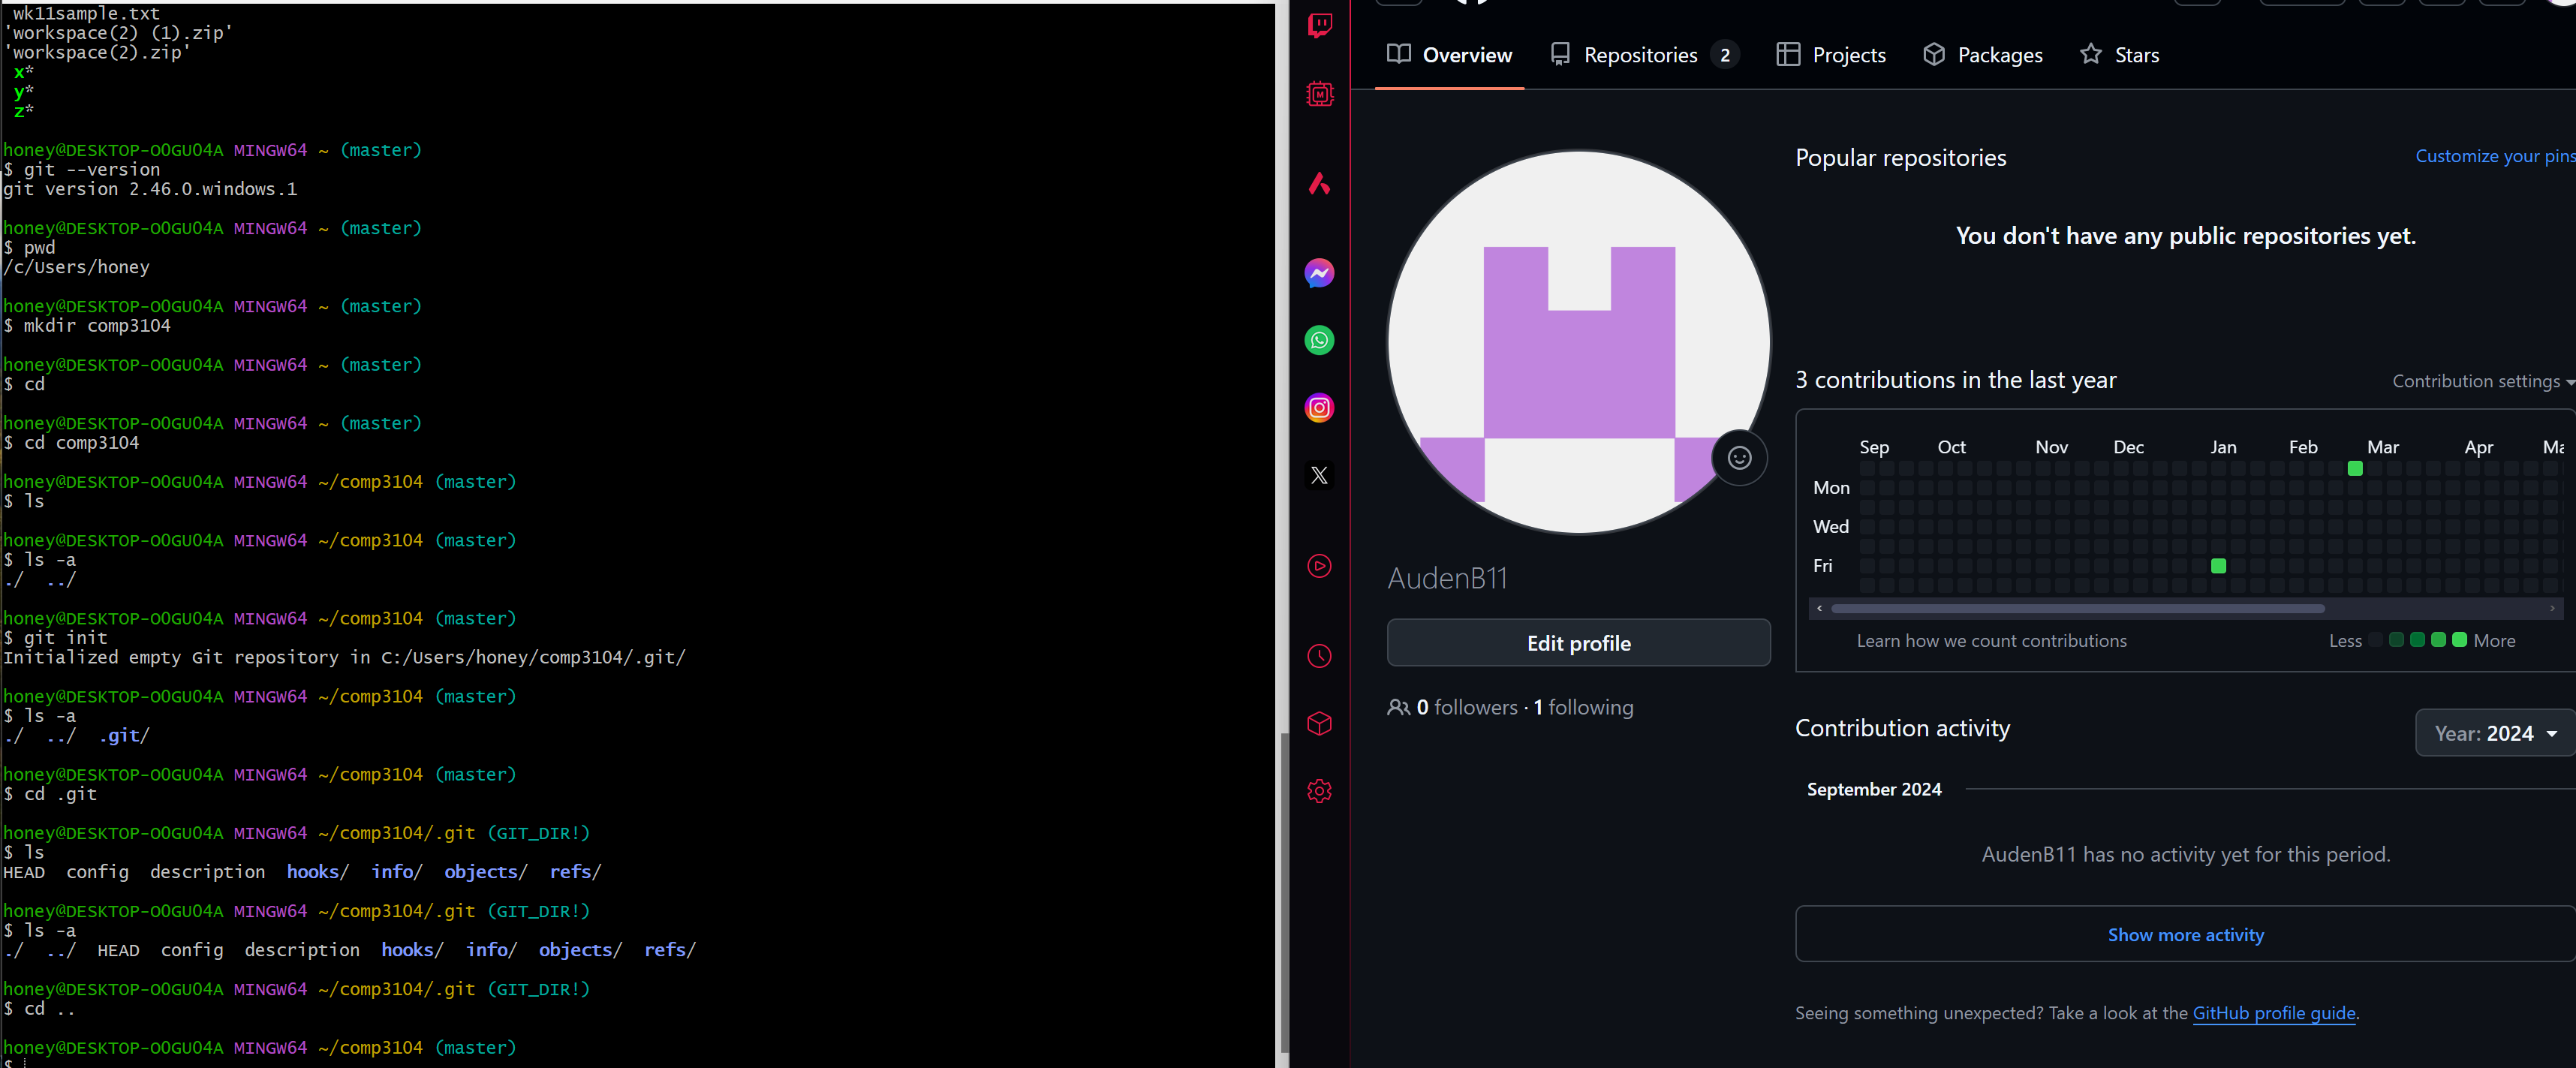 wk11sample.txt
'workspace(2) (1).zip'
'workspace(2).zip'
x*
y*
z*
honey@DESKTOP-O0GU04A MINGW64 ~ (master)
$ git --version
git version 2.46.0.windows.1
honey@DESKTOP-O0GU04A MINGW64 ~ (master)
$ pwd
/c/Users/honey
honey@DESKTOP-O0GU04A MINGW64 ~ (master)
$ mkdir comp3104
honey@DESKTOP-O0GU04A MINGW64 ~ (master)
$ cd
honey@DESKTOP-O0GU04A MINGW64 ~ (master)
$ cd comp3104
honey@DESKTOP-O0GU04A MINGW64 ~/comp3104 (master)
$ ls
honey@DESKTOP-O0GU04A MINGW64 ~/comp3104 (master)
$ ls -a
./  ../
honey@DESKTOP-O0GU04A MINGW64 ~/comp3104 (master)
$ git init
Initialized empty Git repository in C:/Users/honey/comp3104/.git/
honey@DESKTOP-O0GU04A MINGW64 ~/comp3104 (master)
$ ls -a
./  ../  .git/
honey@DESKTOP-O0GU04A MINGW64 ~/comp3104 (master)
$ cd .git
honey@DESKTOP-O0GU04A MINGW64 ~/comp3104/.git (GIT_DIR!)
$ ls
HEAD  config  description  hooks/  info/  objects/  refs/
honey@DESKTOP-O0GU04A MINGW64 ~/comp3104/.git (GIT_DIR!)
$ ls -a
./  ../  HEAD  config  description  hooks/  info/  objects/  refs/
honey@DESKTOP-O0GU04A MINGW64 ~/comp3104/.git (GIT_DIR!)
$ cd ..
honey@DESKTOP-O0GU04A MINGW64 ~/comp3104 (master)
$
Overview Repositories 2 Projects Packages Stars
Popular repositories Customize your pins
You don't have any public repositories yet.
AudenB11
Edit profile
0 followers · 1 following
3 contributions in the last year Contribution settings
Sep Oct Nov Dec Jan Feb Mar Apr
Mon
Wed
Fri
Learn how we count contributions Less More
Contribution activity Year: 2024
September 2024
AudenB11 has no activity yet for this period.
Show more activity
Seeing something unexpected? Take a look at the GitHub profile guide.